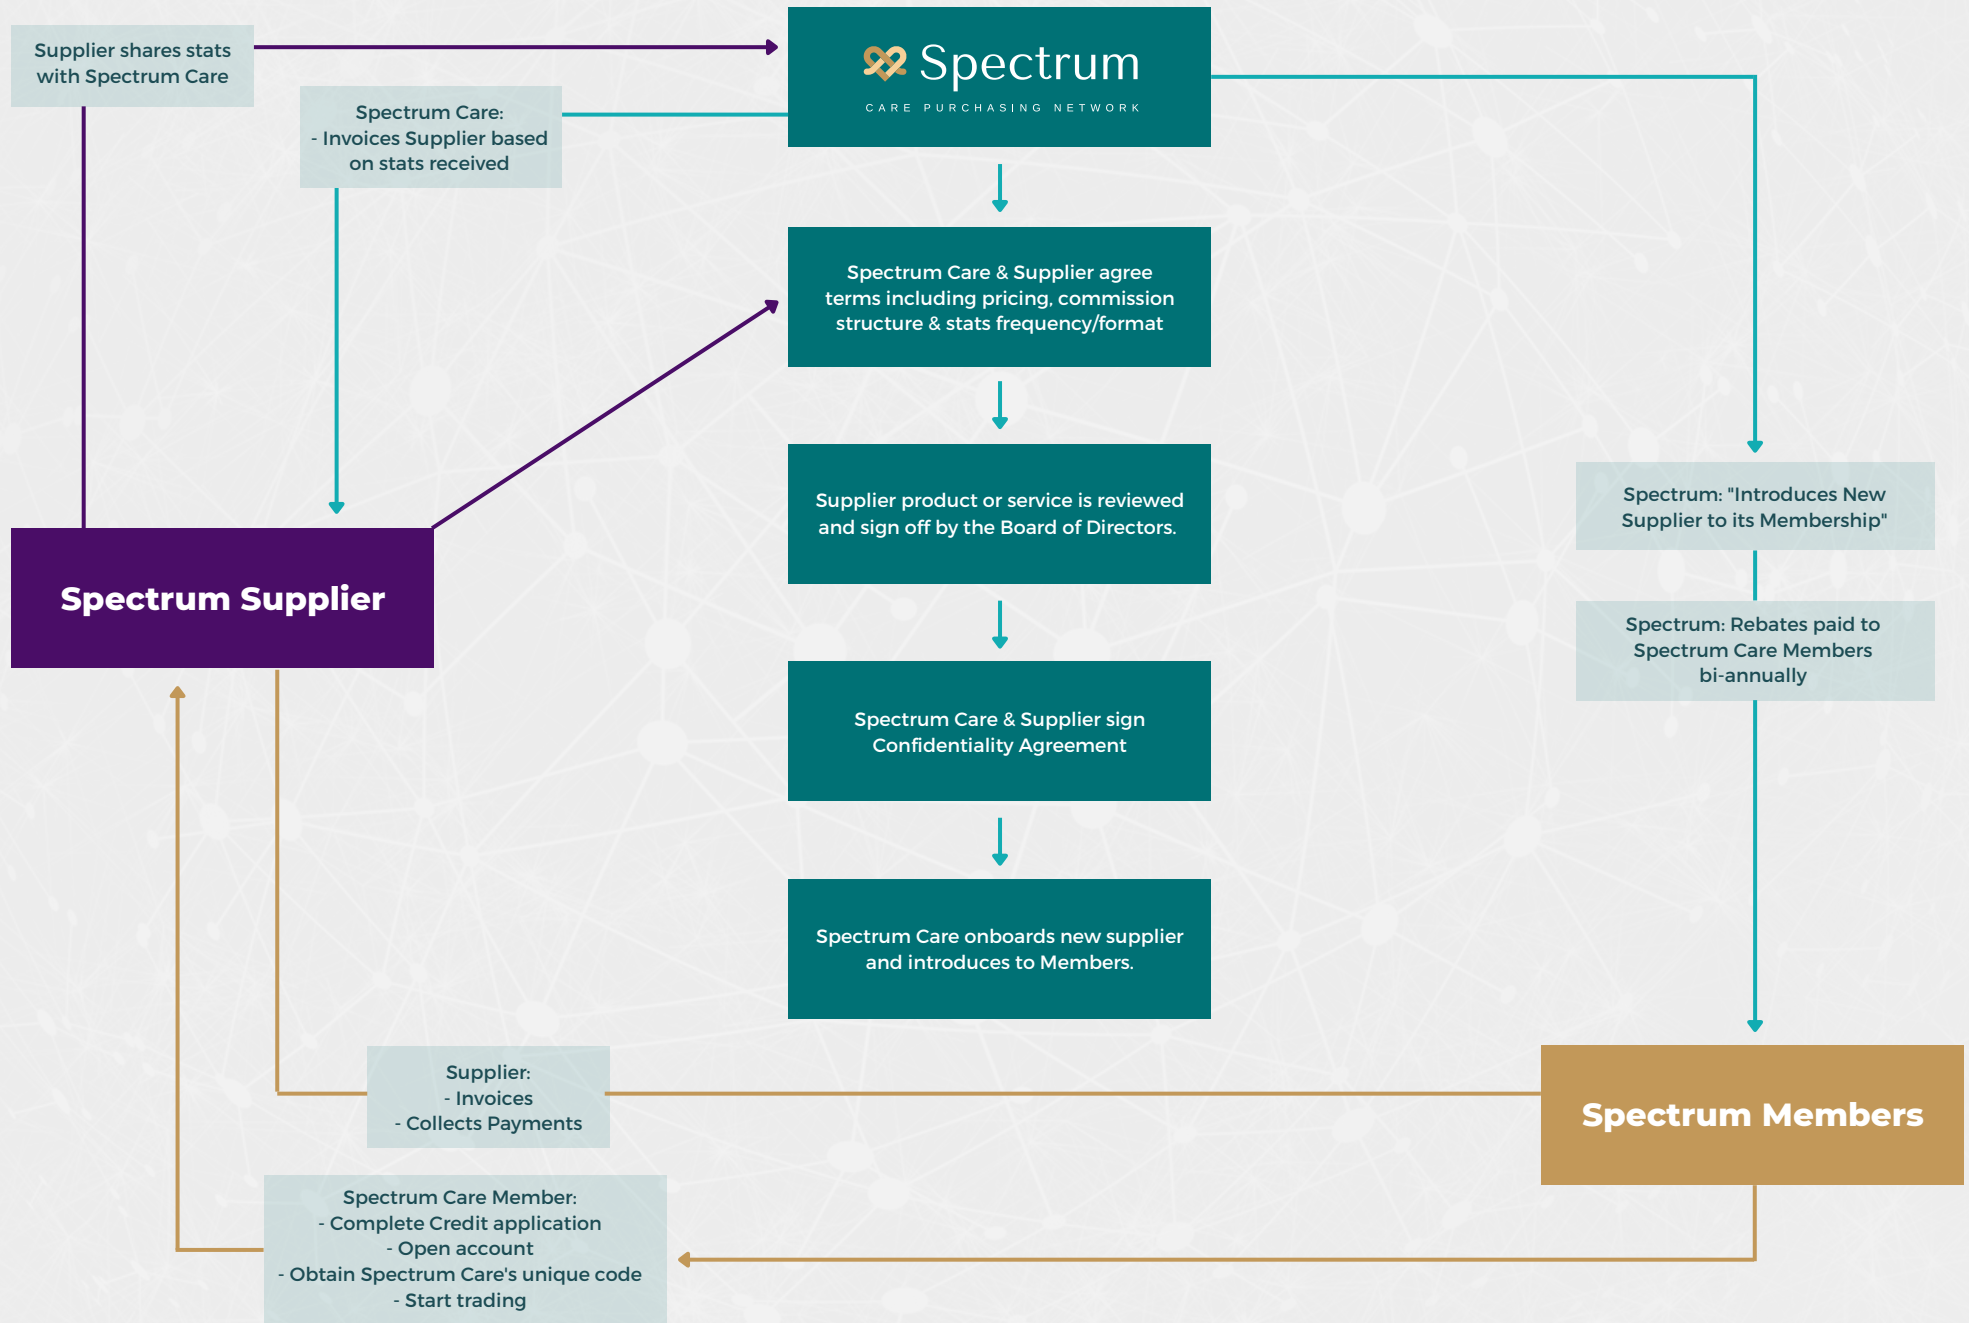 Supplier shares stats
with Spectrum Care
Spectrum
CARE PURCHASING NETWORK
Spectrum Care:
- Invoices Supplier based
on stats received
Spectrum Care & Supplier agree
terms including pricing, commission
structure & stats frequency/format
Supplier product or service is reviewed
and sign off by the Board of Directors.
Spectrum: "Introduces New
Supplier to its Membership"
Spectrum Supplier
Spectrum: Rebates paid to
Spectrum Care Members
bi-annually
Spectrum Care & Supplier sign
Confidentiality Agreement
Spectrum Care onboards new supplier
and introduces to Members.
Supplier:
- Invoices
- Collects Payments
Spectrum Members
Spectrum Care Member:
- Complete Credit application
- Open account
- Obtain Spectrum Care's unique code
- Start trading